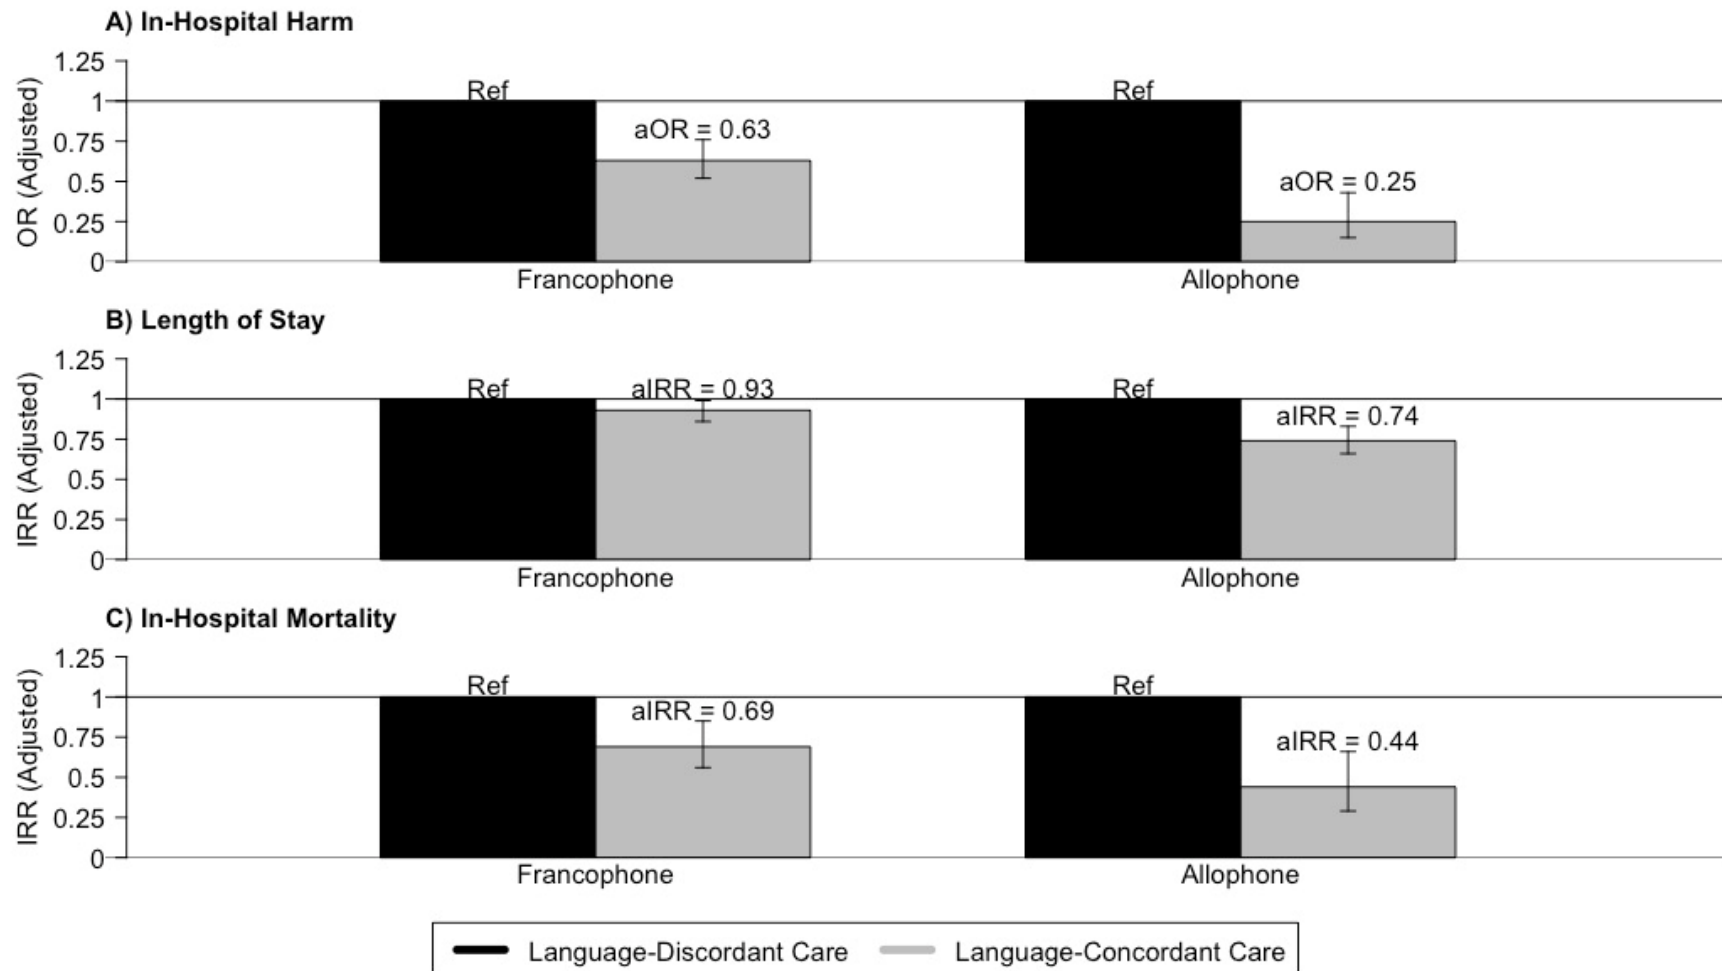 A) In-Hospital Harm
OR (Adjusted)
1.25
1
0.75
0.5
0.25
0
Ref
aOR = 0.63
Ref
aOR = 0.25
Francophone
Allophone
B) Length of Stay
IRR (Adjusted)
1.25
1
0.75
0.5
0.25
0
Ref
aIRR = 0.93
Ref
aIRR = 0.74
Francophone
Allophone
C) In-Hospital Mortality
IRR (Adjusted)
1.25
1
0.75
0.5
0.25
0
Ref
aIRR = 0.69
Ref
aIRR = 0.44
Francophone
Allophone
Language-Discordant Care
Language-Concordant Care